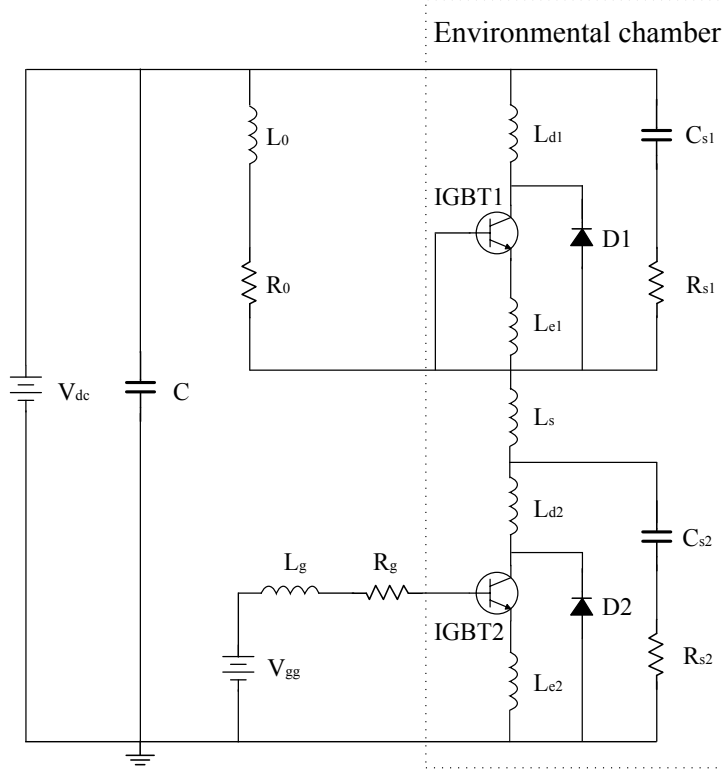 Environmental chamber
L0
Ld1
Cs1
IGBT1
D1
R0
Rs1
Le1
Vdc
C
Ls
Ld2
Cs2
Lg
Rg
IGBT2
D2
Vgg
Le2
Rs2